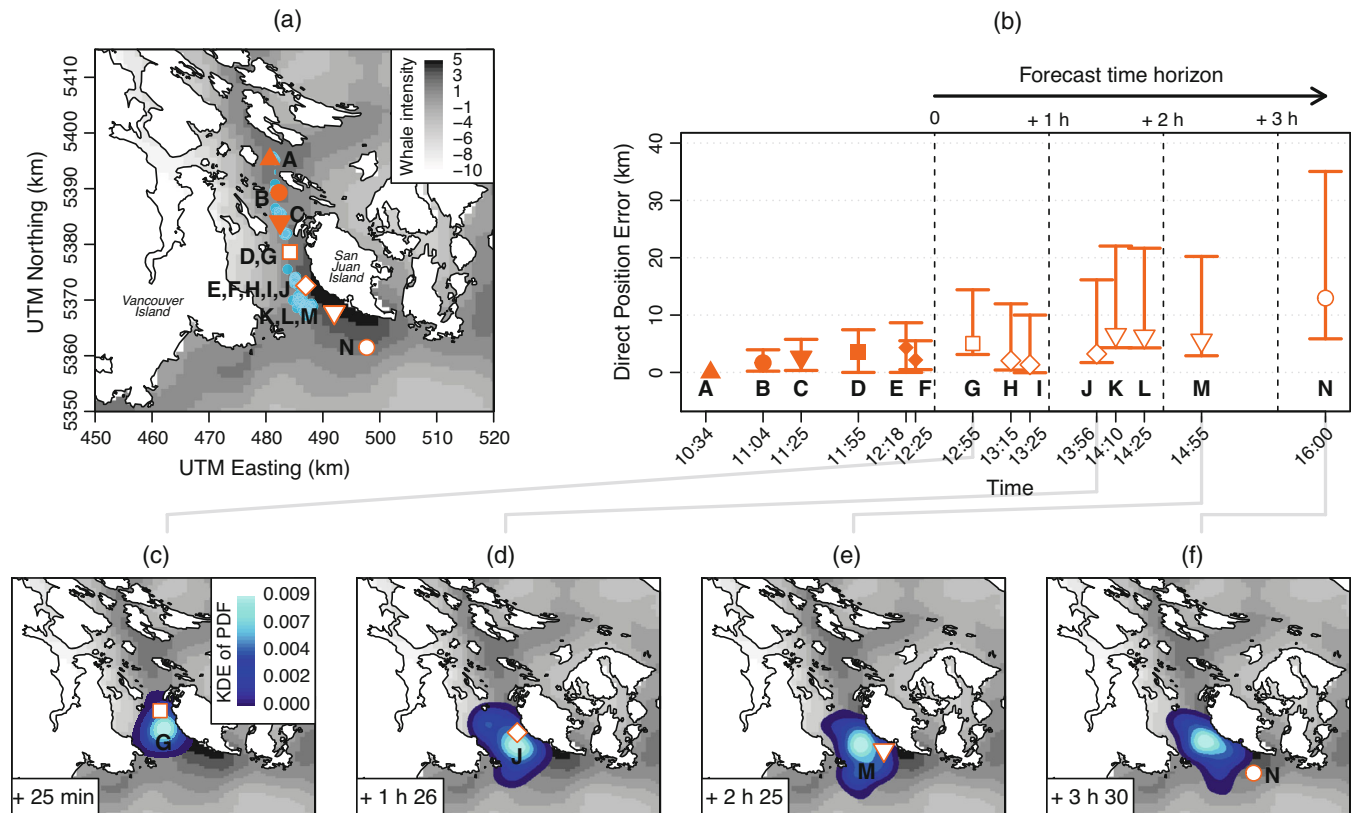 (a)
(b)
UTM Northing (km)
5410
5400
5390
5380
5370
5360
5350
450
460
470
480
490
500
510
520
UTM Easting (km)
Whale intensity
5
3
1
−1
−4
−6
−8
−10
A
B
C
D,G
E,F,H,I,J
K,L,M
N
San
Juan
Island
Vancouver
Island
Forecast time horizon
0
+ 1 h
+ 2 h
+ 3 h
Direct Position Error (km)
40
30
20
10
0
A
B
C
D
E
F
G
H
I
J
K
L
M
N
10:34
11:04
11:25
11:55
12:18
12:25
12:55
13:15
13:25
13:56
14:10
14:25
14:55
16:00
Time
(c)
(d)
(e)
(f)
KDE of PDF
0.009
0.007
0.004
0.002
0.000
G
+ 25 min
J
+ 1 h 26
M
+ 2 h 25
N
+ 3 h 30